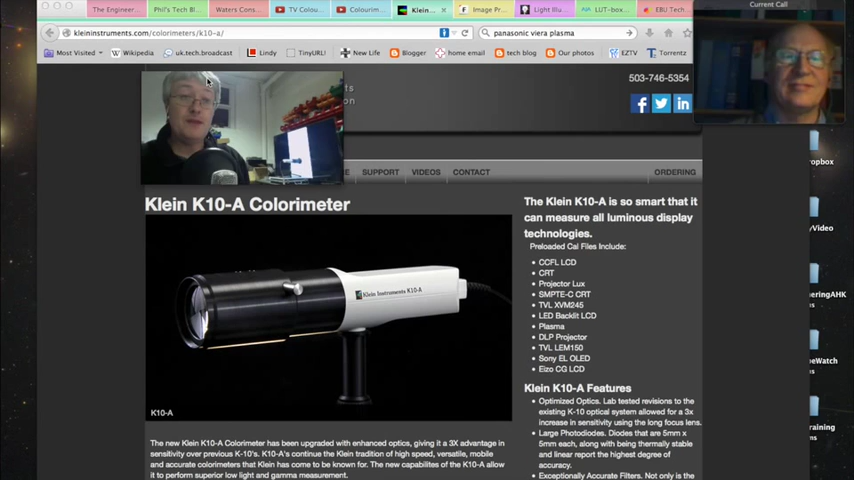 Current Call
The Engineer...
Phil's Tech Bl...
Waters Cons...
TV Colou...
Colourim...
Klein...
Image Pr...
Light Illu...
LUT-box...
EBU Tech...
kleininstruments.com/colorimeters/k10-a/
panasonic viera plasma
Most Visited
Wikipedia
uk.tech.broadcast
Lindy
TinyURL!
New Life
Blogger
home email
tech blog
Our photos
EZTV
Torrentz
503-746-5354
SUPPORT
VIDEOS
CONTACT
ORDERING
Klein K10-A Colorimeter
Klein Instruments K10-A
K10-A
The new Klein K10-A Colorimeter has been upgraded with enhanced optics, giving it a 3X advantage in
sensitivity over previous K-10's. K10-A's continue the Klein tradition of high speed, versatile, mobile
and accurate colorimeters that Klein has come to be known for. The new capabilites of the K10-A allow
it to perform superior low light and gamma measurement.
The Klein K10-A is so smart that it
can measure all luminous display
technologies.
Preloaded Cal Files Include:
CCFL LCD
CRT
Projector Lux
SMPTE-C CRT
TVL XVM245
LED Backlit LCD
Plasma
DLP Projector
TVL LEM150
Sony EL OLED
Eizo CG LCD
Klein K10-A Features
Optimized Optics. Lab tested revisions to the
existing K-10 optical system allowed for a 3x
increase in sensitivity using the long focus lens.
Large Photodiodes. Diodes that are 5mm x
5mm each, along with being thermally stable
and linear report the highest degree of
accuracy.
Exceptionally Accurate Filters. Not only is the